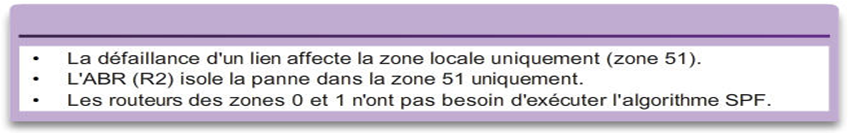 • La défaillance d'un lien affecte la zone locale uniquement (zone 51).
• L'ABR (R2) isole la panne dans la zone 51 uniquement.
• Les routeurs des zones 0 et 1 n'ont pas besoin d'exécuter l'algorithme SPF.